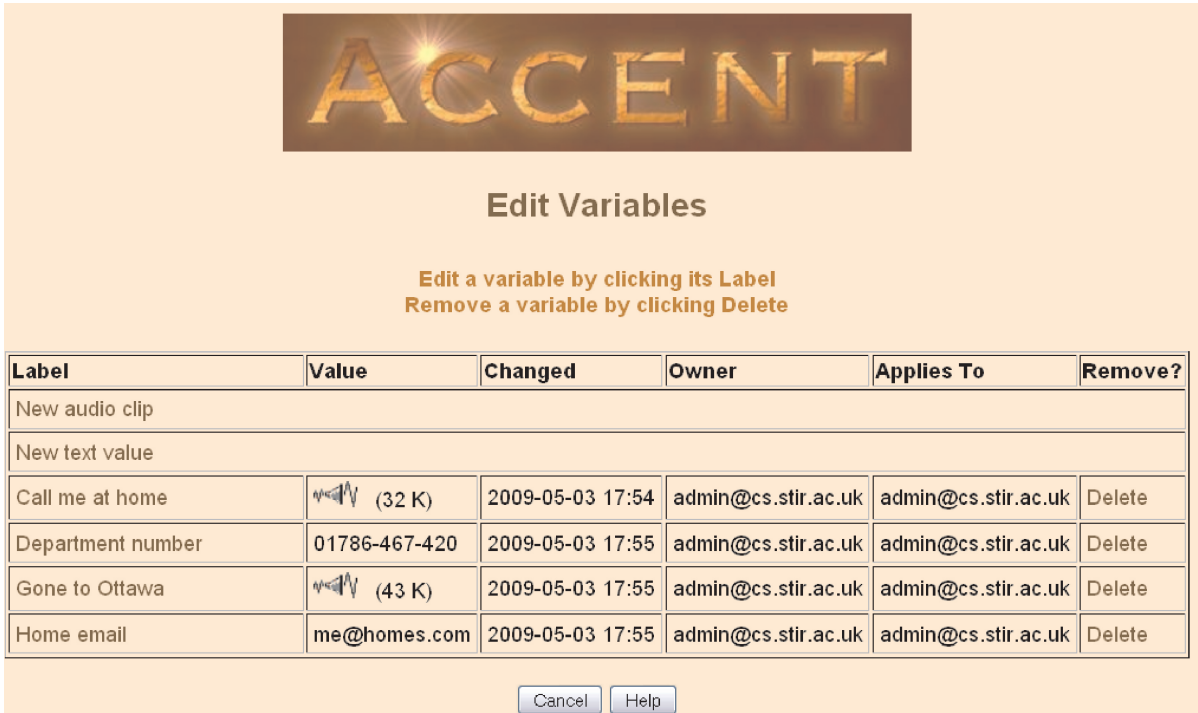 ACCENT
Edit Variables
Edit a variable by clicking its Label
Remove a variable by clicking Delete
Label Value Changed Owner Applies To Remove?
New audio clip
New text value
Call me at home (32 K) 2009-05-03 17:54 admin@cs.stir.ac.uk admin@cs.stir.ac.uk Delete
Department number 01786-467-420 2009-05-03 17:55 admin@cs.stir.ac.uk admin@cs.stir.ac.uk Delete
Gone to Ottawa (43 K) 2009-05-03 17:55 admin@cs.stir.ac.uk admin@cs.stir.ac.uk Delete
Home email me@homes.com 2009-05-03 17:55 admin@cs.stir.ac.uk admin@cs.stir.ac.uk Delete
Cancel Help